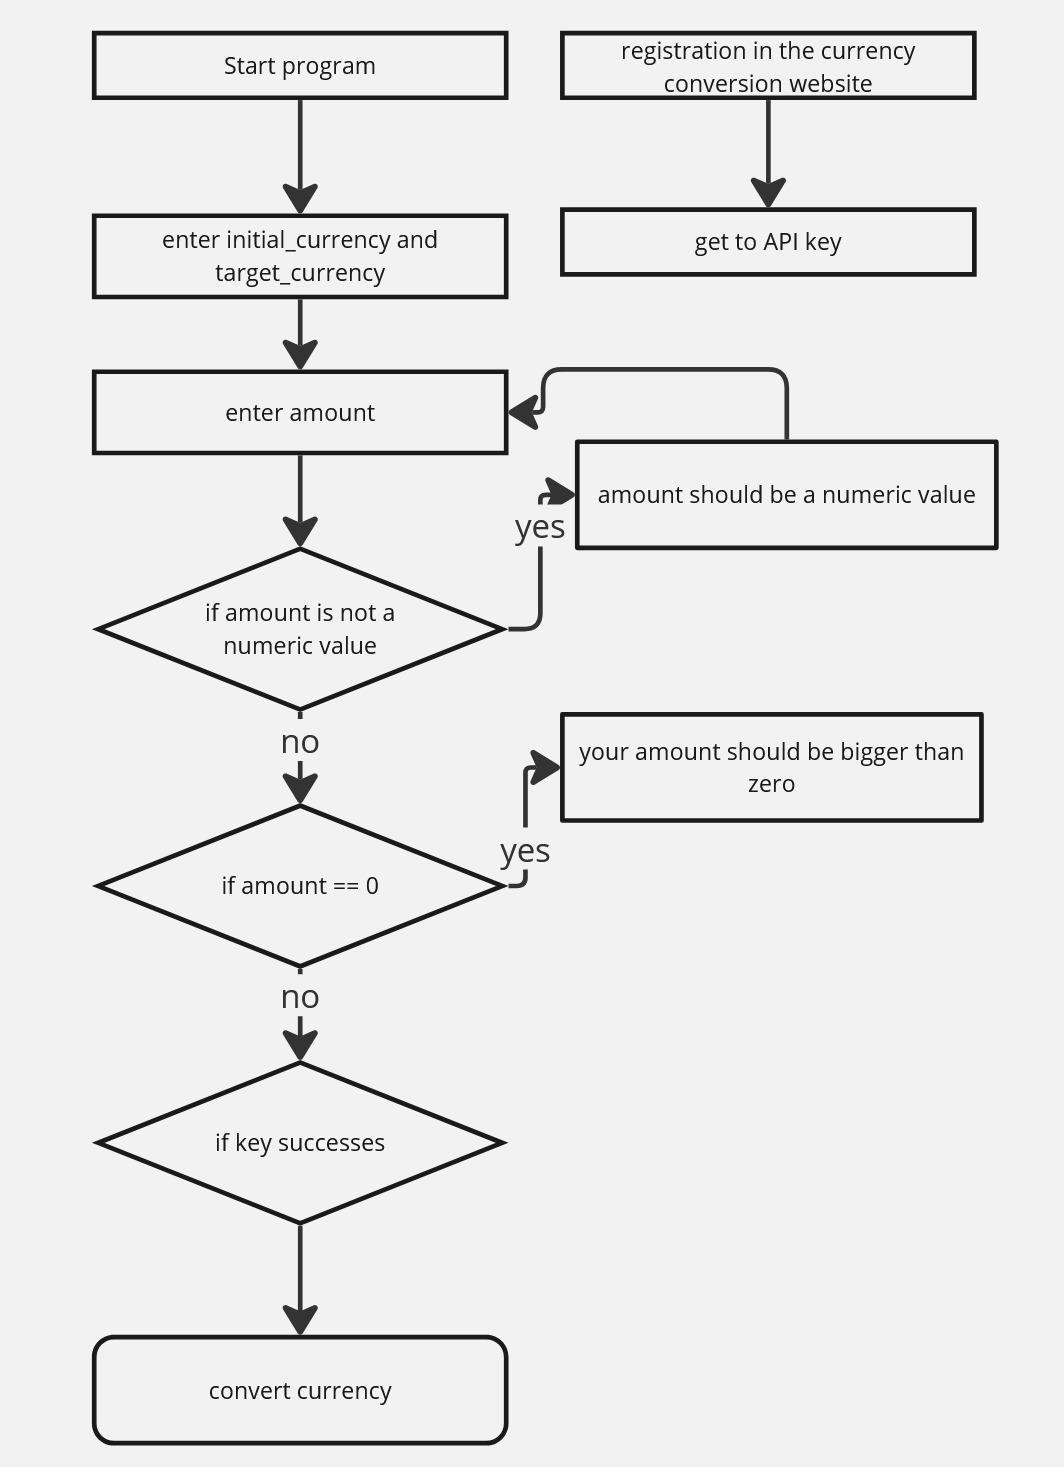 Start program
registration in the currency
conversion website
enter initial_currency and
target_currency
get to API key
enter amount
amount should be a numeric value
yes
if amount is not a
numeric value
no
your amount should be bigger than
zero
yes
if amount == 0
no
if key successes
convert currency